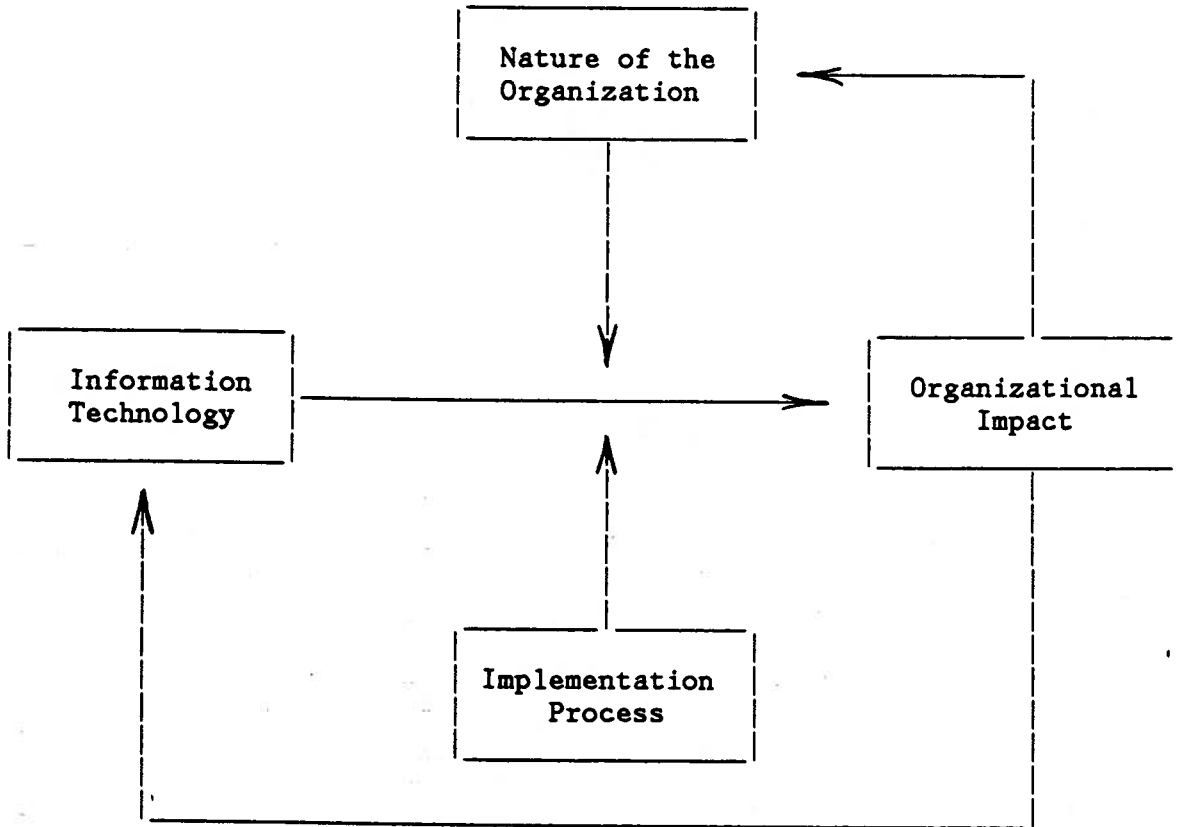 Nature of the
Organization
Information
Technology
Organizational
Impact
Implementation
Process